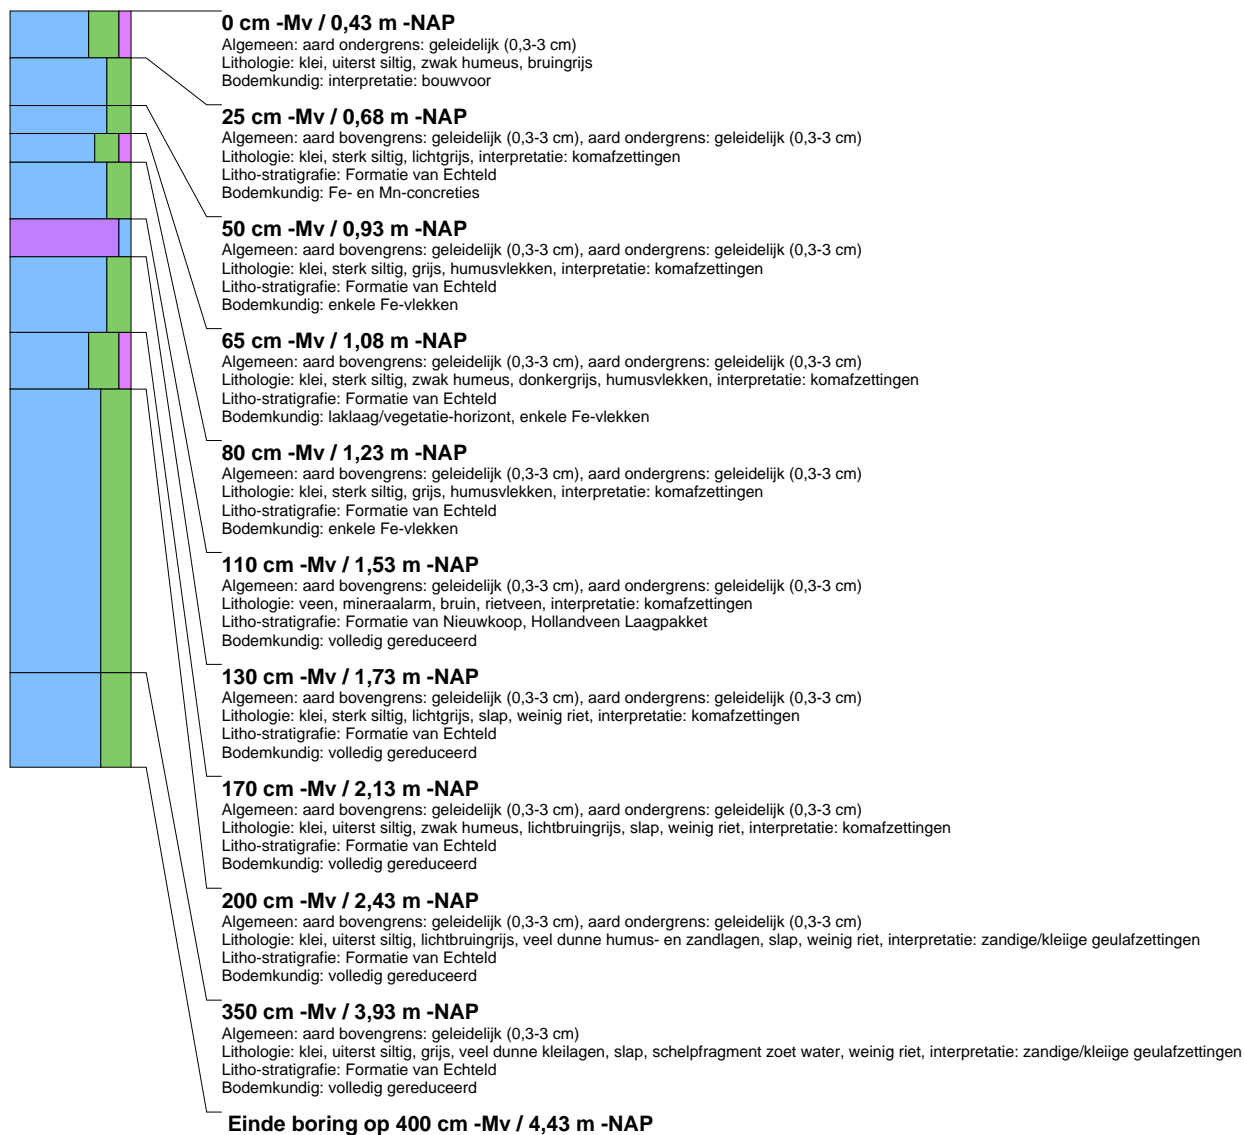 0 cm -Mv / 0,43 m -NAP
Algemeen: aard ondergrens: geleidelijk (0,3-3 cm)
Lithologie: klei, uiterst siltig, zwak humeus, bruingrijs
Bodemkundig: interpretatie: bouwvoor
25 cm -Mv / 0,68 m -NAP
Algemeen: aard bovengrens: geleidelijk (0,3-3 cm), aard ondergrens: geleidelijk (0,3-3 cm)
Lithologie: klei, sterk siltig, lichtgrijs, interpretatie: komafzettingen
Litho-stratigrafie: Formatie van Echteld
Bodemkundig: Fe- en Mn-concreties
50 cm -Mv / 0,93 m -NAP
Algemeen: aard bovengrens: geleidelijk (0,3-3 cm), aard ondergrens: geleidelijk (0,3-3 cm)
Lithologie: klei, sterk siltig, grijs, humusvlekken, interpretatie: komafzettingen
Litho-stratigrafie: Formatie van Echteld
Bodemkundig: enkele Fe-vlekken
65 cm -Mv / 1,08 m -NAP
Algemeen: aard bovengrens: geleidelijk (0,3-3 cm), aard ondergrens: geleidelijk (0,3-3 cm)
Lithologie: klei, sterk siltig, zwak humeus, donkergrijs, humusvlekken, interpretatie: komafzettingen
Litho-stratigrafie: Formatie van Echteld
Bodemkundig: laklaag/vegetatie-horizont, enkele Fe-vlekken
80 cm -Mv / 1,23 m -NAP
Algemeen: aard bovengrens: geleidelijk (0,3-3 cm), aard ondergrens: geleidelijk (0,3-3 cm)
Lithologie: klei, sterk siltig, grijs, humusvlekken, interpretatie: komafzettingen
Litho-stratigrafie: Formatie van Echteld
Bodemkundig: enkele Fe-vlekken
110 cm -Mv / 1,53 m -NAP
Algemeen: aard bovengrens: geleidelijk (0,3-3 cm), aard ondergrens: geleidelijk (0,3-3 cm)
Lithologie: veen, mineraalarm, bruin, rietveen, interpretatie: komafzettingen
Litho-stratigrafie: Formatie van Nieuwkoop, Hollandveen Laagpakket
Bodemkundig: volledig gereduceerd
130 cm -Mv / 1,73 m -NAP
Algemeen: aard bovengrens: geleidelijk (0,3-3 cm), aard ondergrens: geleidelijk (0,3-3 cm)
Lithologie: klei, sterk siltig, lichtgrijs, slap, weinig riet, interpretatie: komafzettingen
Litho-stratigrafie: Formatie van Echteld
Bodemkundig: volledig gereduceerd
170 cm -Mv / 2,13 m -NAP
Algemeen: aard bovengrens: geleidelijk (0,3-3 cm), aard ondergrens: geleidelijk (0,3-3 cm)
Lithologie: klei, uiterst siltig, zwak humeus, lichtbruingrijs, slap, weinig riet, interpretatie: komafzettingen
Litho-stratigrafie: Formatie van Echteld
Bodemkundig: volledig gereduceerd
200 cm -Mv / 2,43 m -NAP
Algemeen: aard bovengrens: geleidelijk (0,3-3 cm), aard ondergrens: geleidelijk (0,3-3 cm)
Lithologie: klei, uiterst siltig, lichtbruingrijs, veel dunne humus- en zandlagen, slap, weinig riet, interpretatie: zandige/kleiige geulafzettingen
Litho-stratigrafie: Formatie van Echteld
Bodemkundig: volledig gereduceerd
350 cm -Mv / 3,93 m -NAP
Algemeen: aard bovengrens: geleidelijk (0,3-3 cm)
Lithologie: klei, uiterst siltig, grijs, veel dunne kleilagen, slap, schelpfragment zoet water, weinig riet, interpretatie: zandige/kleiige geulafzettingen
Litho-stratigrafie: Formatie van Echteld
Bodemkundig: volledig gereduceerd
Einde boring op 400 cm -Mv / 4,43 m -NAP